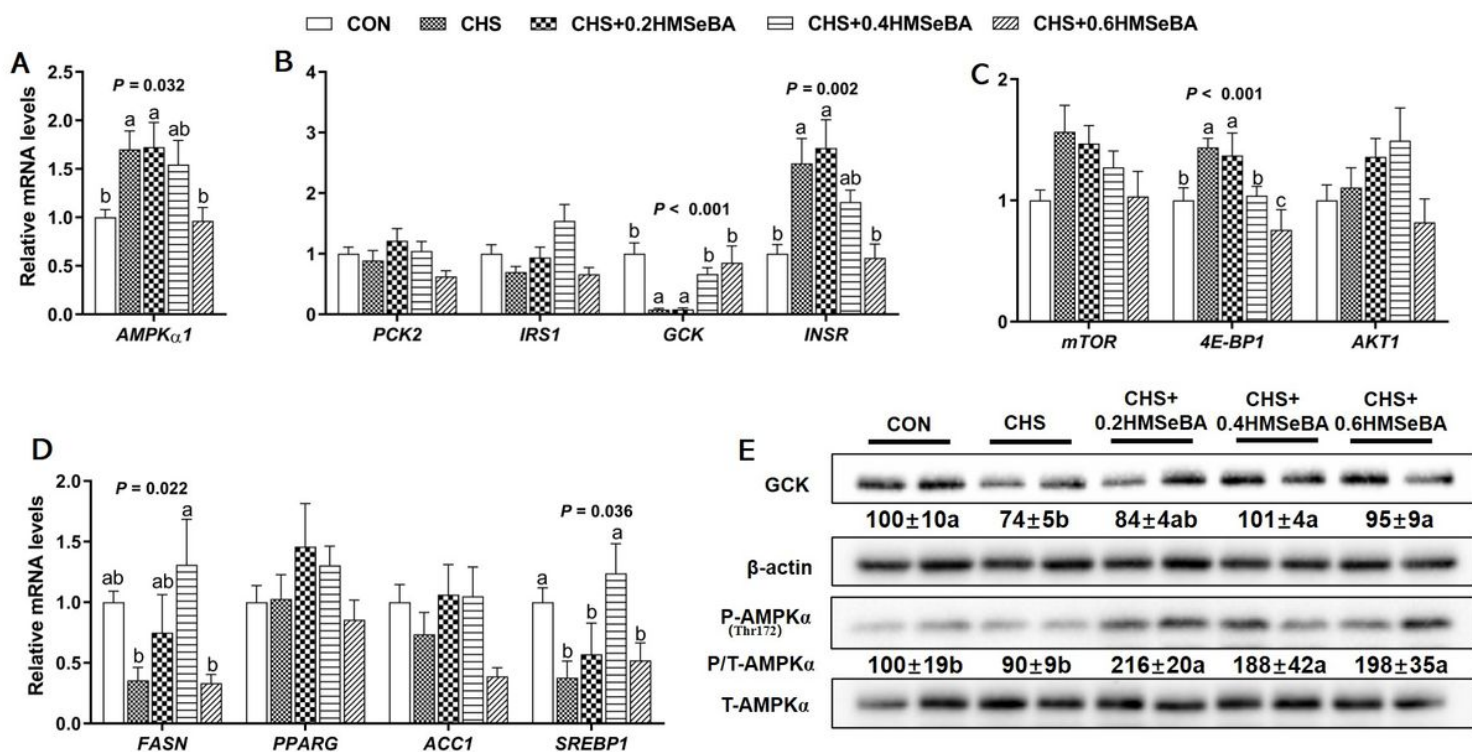 CON CHS CHS+0.2HMSeBA CHS+0.4HMSeBA CHS+0.6HMSeBA
A
Relative mRNA levels
2.5
2.0
1.5
1.0
0.5
0.0
P = 0.032
b a a ab b
AMPKα1
B
4
3
2
1
0
P < 0.001
P = 0.002
b a a b b
b a a ab b
PCK2 IRS1 GCK INSR
C
2
1
0
P < 0.001
b a a b c
mTOR 4E-BP1 AKT1
D
Relative mRNA levels
2.0
1.5
1.0
0.5
0.0
P = 0.022
P = 0.036
ab b ab a b
a b b a b
FASN PPARG ACC1 SREBP1
E
CON CHS CHS+ 0.2HMSeBA CHS+ 0.4HMSeBA CHS+ 0.6HMSeBA
GCK
100±10a 74±5b 84±4ab 101±4a 95±9a
β-actin
P-AMPKα
(Thr172)
P/T-AMPKα 100±19b 90±9b 216±20a 188±42a 198±35a
T-AMPKα